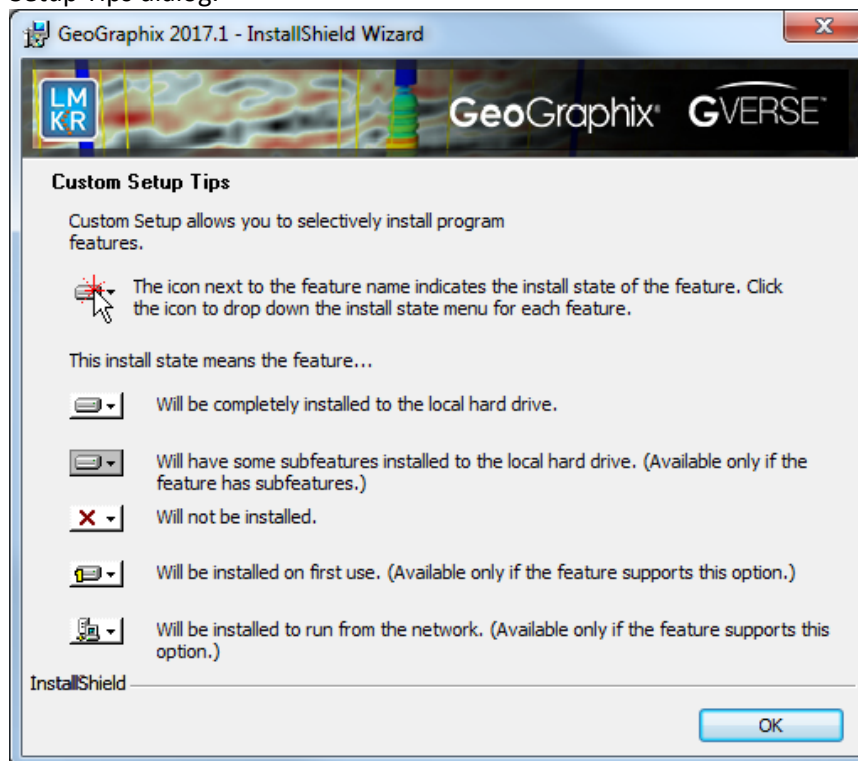 Setup Tips dialog.
GeoGraphix 2017.1 - InstallShield Wizard
LM
KR
GeoGraphix® GVERSE™
Custom Setup Tips
Custom Setup allows you to selectively install program
features.
The icon next to the feature name indicates the install state of the feature. Click
the icon to drop down the install state menu for each feature.
This install state means the feature...
Will be completely installed to the local hard drive.
Will have some subfeatures installed to the local hard drive. (Available only if the
feature has subfeatures.)
Will not be installed.
Will be installed on first use. (Available only if the feature supports this option.)
Will be installed to run from the network. (Available only if the feature supports this
option.)
InstallShield
OK